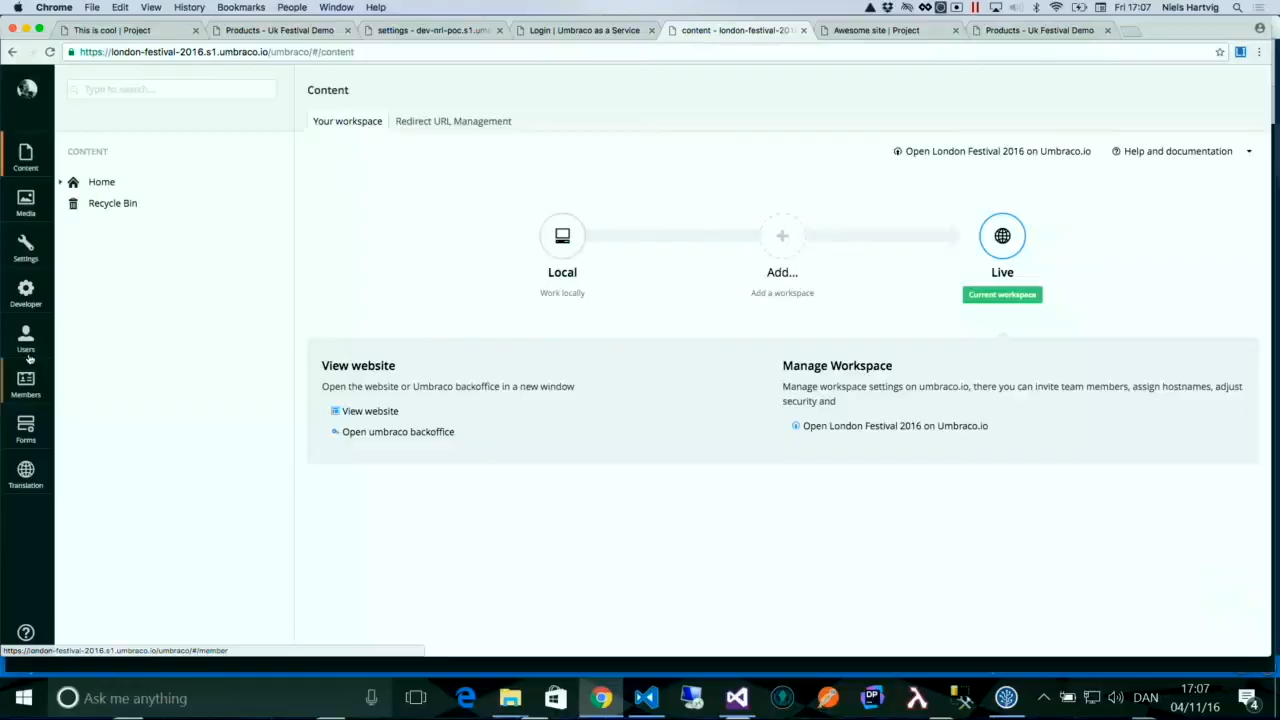 Chrome File Edit View History Bookmarks People Window Help Fri 17:07 Niels Hartvig
This is cool | Project Products - Uk Festival Demo settings - dev-nrl-poc.s1.um Login | Umbraco as a Service content - london-festival-201 Awesome site | Project Products - Uk Festival Demo
https://london-festival-2016.s1.umbraco.io/umbraco/#/content
Type to search...
Content
Your workspace Redirect URL Management
CONTENT
Open London Festival 2016 on Umbraco.io Help and documentation
Content
Home
Recycle Bin
Media
Settings
Developer
Users
Members
Forms
Translation
Local Add... Live
Work locally Add a workspace Current workspace
View website Manage Workspace
Open the website or Umbraco backoffice in a new window
Manage workspace settings on umbraco.io, there you can invite team members, assign hostnames, adjust
security and
View website
Open umbraco backoffice
Open London Festival 2016 on Umbraco.io
https://london-festival-2016.s1.umbraco.io/umbraco/#/member
Ask me anything
DP
DAN
17:07
04/11/16
4